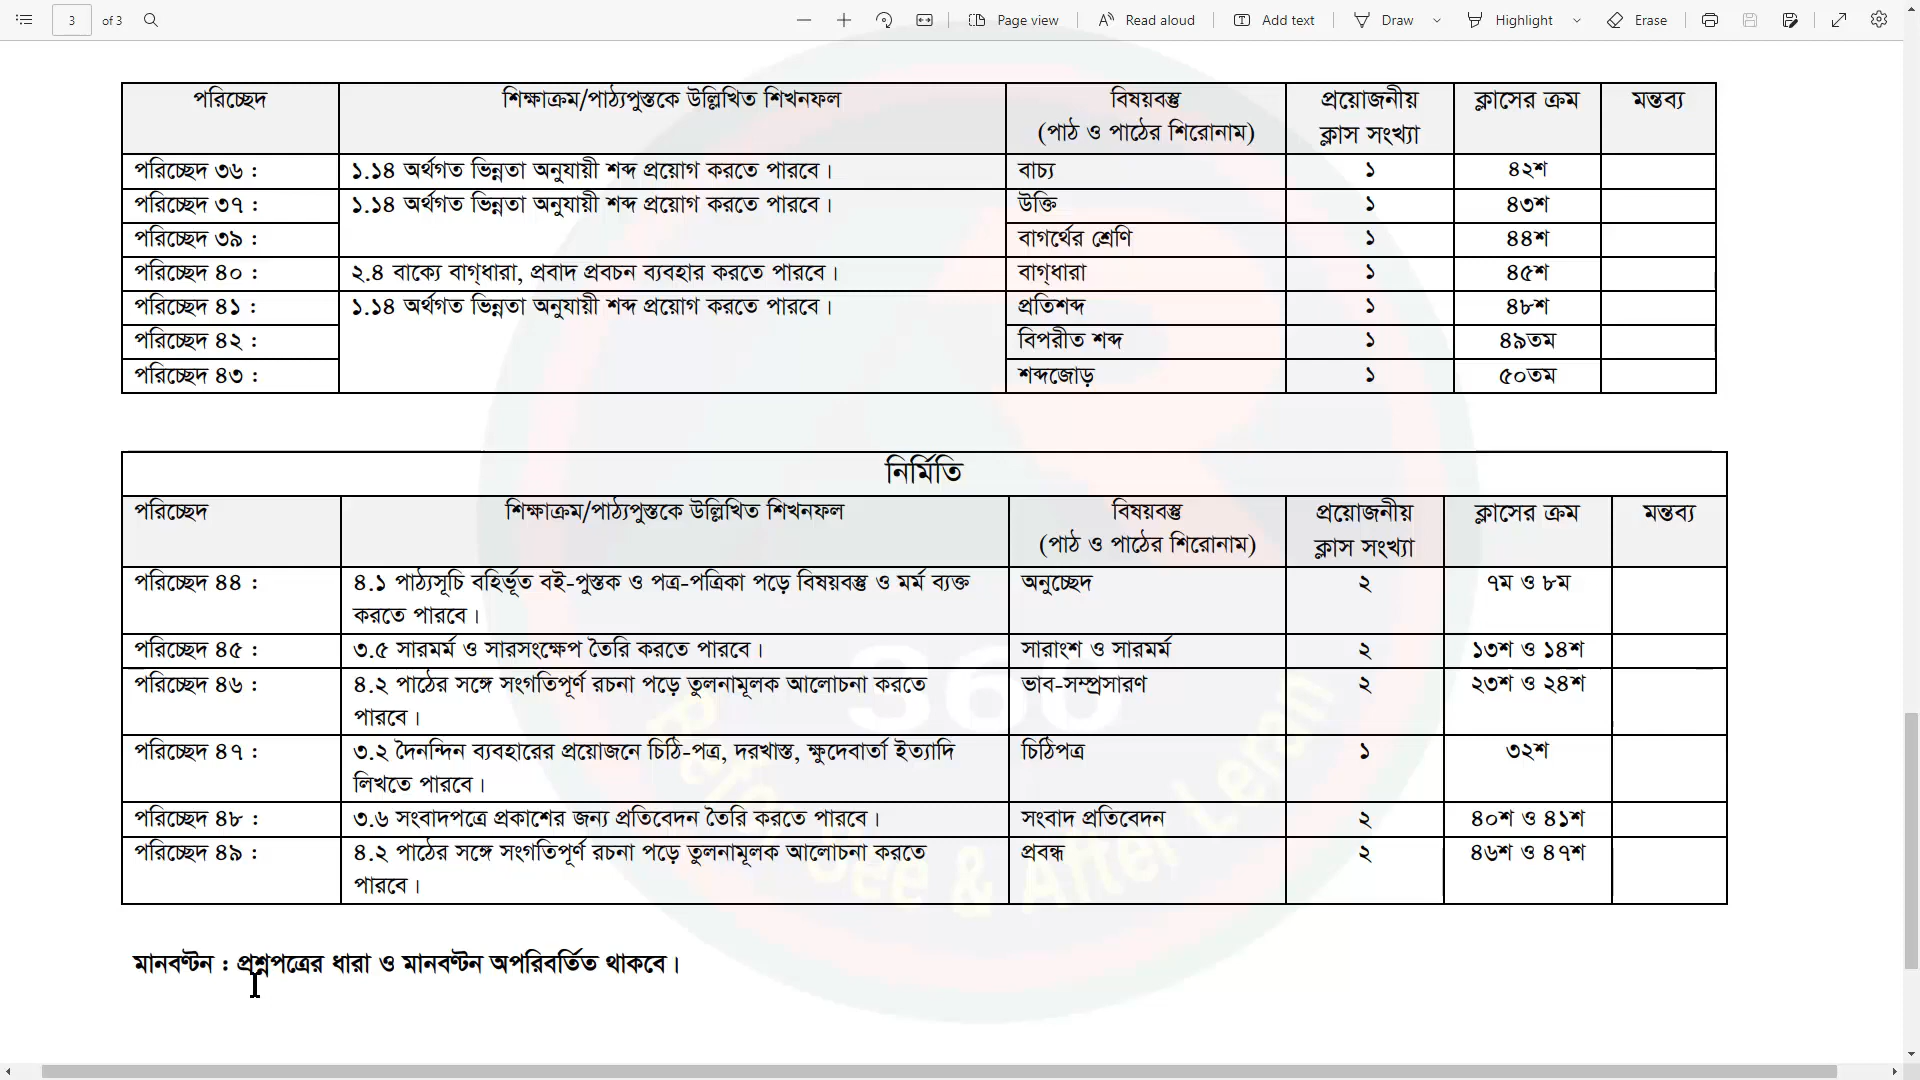 3 of 3 Page view Read aloud Add text Draw Highlight Erase
পরিচ্ছেদ শিক্ষাক্রম/পাঠ্যপুস্তকে উল্লিখিত শিখনফল বিষয়বস্তু প্রয়োজনীয় ক্লাসের ক্রম মন্তব্য
(পাঠ ও পাঠের শিরোনাম) ক্লাস সংখ্যা
পরিচ্ছেদ ৩৬ : ১.১৪ অর্থগত ভিন্নতা অনুযায়ী শব্দ প্রয়োগ করতে পারবে। বাচ্য ১ ৪২শ
পরিচ্ছেদ ৩৭ : ১.১৪ অর্থগত ভিন্নতা অনুযায়ী শব্দ প্রয়োগ করতে পারবে। উক্তি ১ ৪৩শ
পরিচ্ছেদ ৩৯ : বাগর্থের শ্রেণি ১ ৪৪শ
পরিচ্ছেদ ৪০ : ২.৪ বাক্যে বাগ্‌ধারা, প্রবাদ প্রবচন ব্যবহার করতে পারবে। বাগ্‌ধারা ১ ৪৫শ
পরিচ্ছেদ ৪১ : ১.১৪ অর্থগত ভিন্নতা অনুযায়ী শব্দ প্রয়োগ করতে পারবে। প্রতিশব্দ ১ ৪৮শ
পরিচ্ছেদ ৪২ : বিপরীত শব্দ ১ ৪৯তম
পরিচ্ছেদ ৪৩ : শব্দজোড় ১ ৫০তম
নির্মিতি
পরিচ্ছেদ শিক্ষাক্রম/পাঠ্যপুস্তকে উল্লিখিত শিখনফল বিষয়বস্তু প্রয়োজনীয় ক্লাসের ক্রম মন্তব্য
(পাঠ ও পাঠের শিরোনাম) ক্লাস সংখ্যা
পরিচ্ছেদ ৪৪ : ৪.১ পাঠ্যসূচি বহির্ভূত বই-পুস্তক ও পত্র-পত্রিকা পড়ে বিষয়বস্তু ও মর্ম ব্যক্ত অনুচ্ছেদ ২ ৭ম ও ৮ম
করতে পারবে।
পরিচ্ছেদ ৪৫ : ৩.৫ সারমর্ম ও সারসংক্ষেপ তৈরি করতে পারবে। সারাংশ ও সারমর্ম ২ ১৩শ ও ১৪শ
পরিচ্ছেদ ৪৬ : ৪.২ পাঠের সঙ্গে সংগতিপূর্ণ রচনা পড়ে তুলনামূলক আলোচনা করতে ভাব-সম্প্রসারণ ২ ২৩শ ও ২৪শ
পারবে।
পরিচ্ছেদ ৪৭ : ৩.২ দৈনন্দিন ব্যবহারের প্রয়োজনে চিঠি-পত্র, দরখাস্ত, ক্ষুদেবার্তা ইত্যাদি চিঠিপত্র ১ ৩২শ
লিখতে পারবে।
পরিচ্ছেদ ৪৮ : ৩.৬ সংবাদপত্রে প্রকাশের জন্য প্রতিবেদন তৈরি করতে পারবে। সংবাদ প্রতিবেদন ২ ৪০শ ও ৪১শ
পরিচ্ছেদ ৪৯ : ৪.২ পাঠের সঙ্গে সংগতিপূর্ণ রচনা পড়ে তুলনামূলক আলোচনা করতে প্রবন্ধ ২ ৪৬শ ও ৪৭শ
পারবে।
মানবণ্টন : প্রশ্নপত্রের ধারা ও মানবণ্টন অপরিবর্তিত থাকবে।
360
See & After Leran